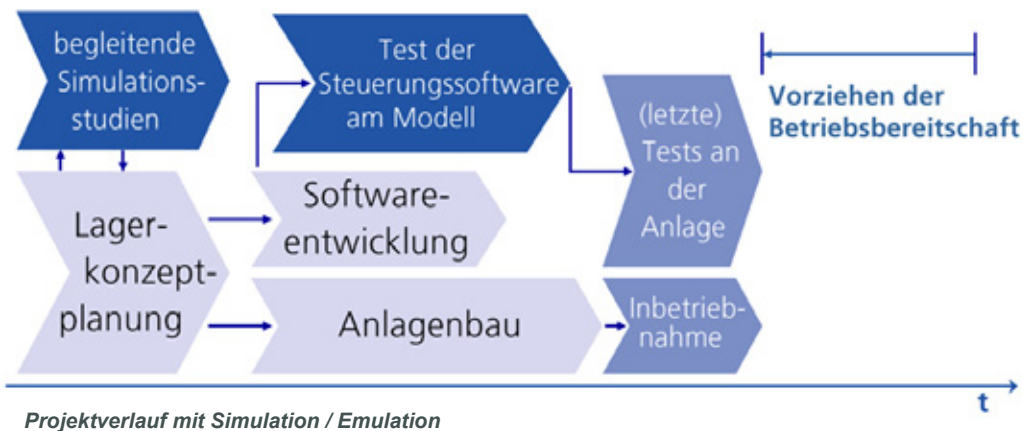 begleitende
Simulations-
studien
Test der
Steuerungssoftware
am Modell
(letzte)
Tests an
der
Anlage
Vorziehen der
Betriebsbereitschaft
Lager-
konzept-
planung
Software-
entwicklung
Anlagenbau
Inbetrieb-
nahme
t
Projektverlauf mit Simulation / Emulation